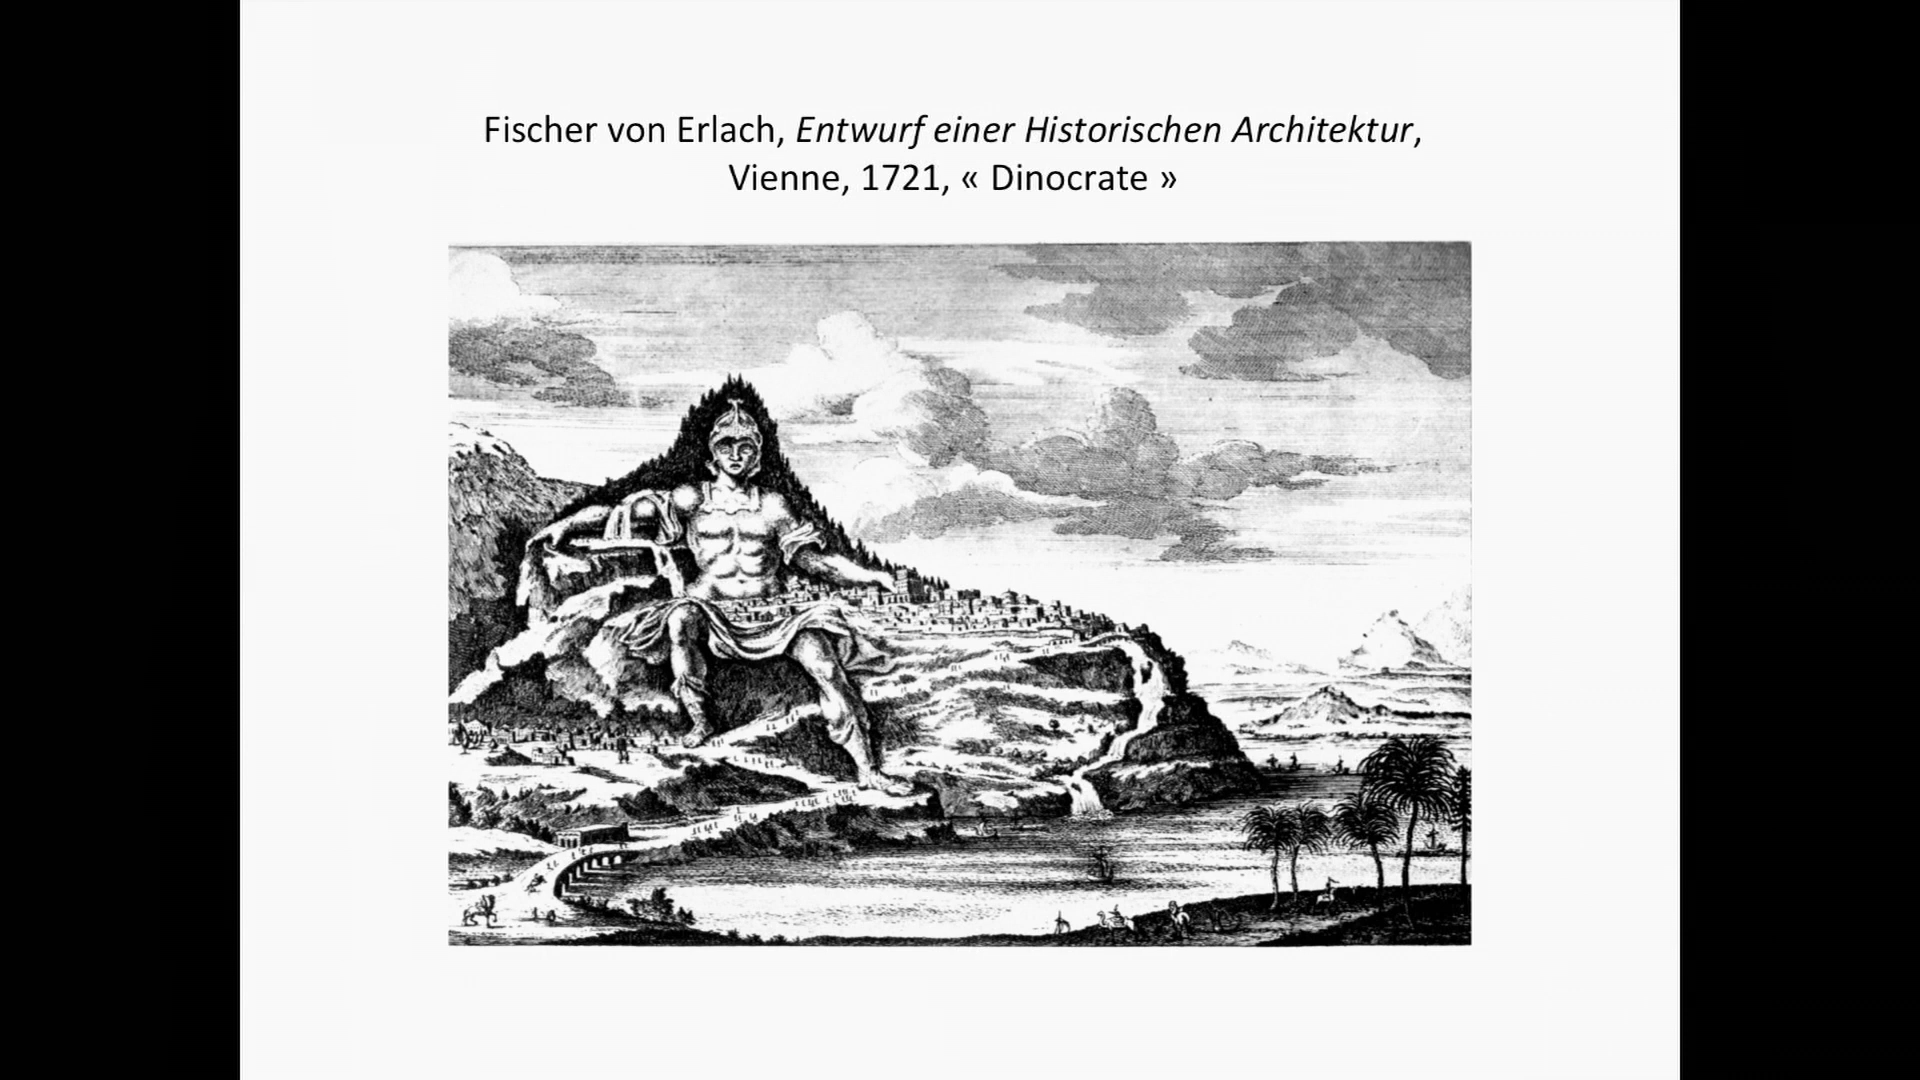 Fischer von Erlach, Entwurf einer Historischen Architektur,
Vienne, 1721, « Dinocrate »